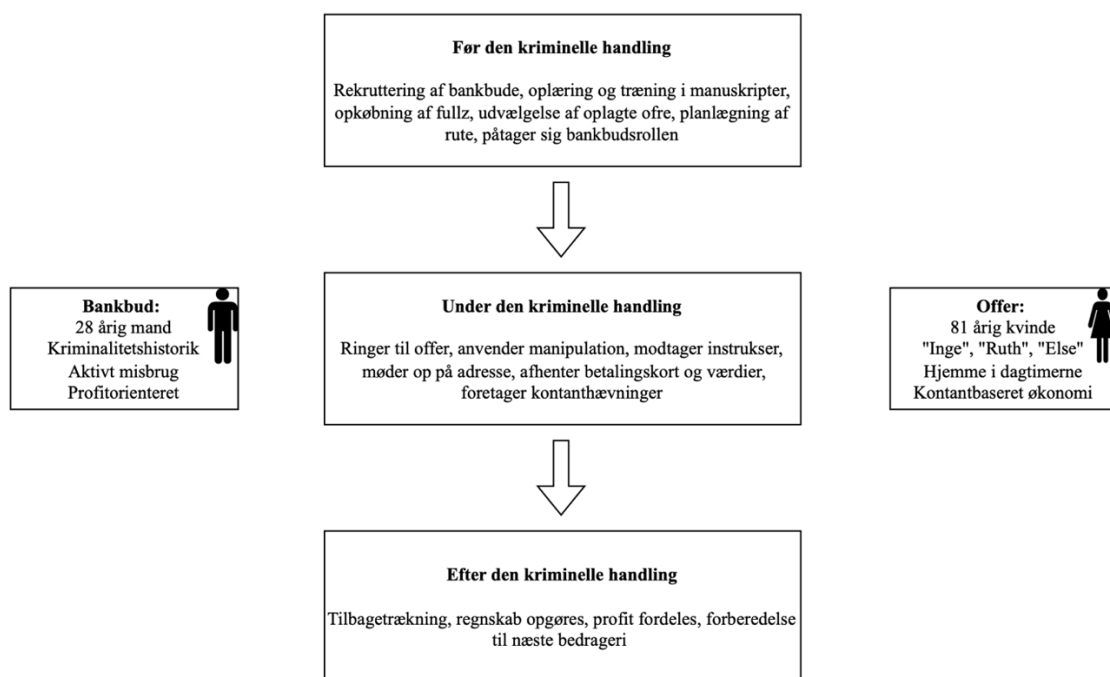 Før den kriminelle handling
Rekruttering af bankbude, oplæring og træning i manuskripter,
opkøbning af fullz, udvælgelse af oplagte ofre, planlægning af
rute, påtager sig bankbudsrollen
Bankbud:
28 årig mand
Kriminalitetshistorik
Aktivt misbrug
Profitorienteret
Under den kriminelle handling
Ringer til offer, anvender manipulation, modtager instrukser,
møder op på adresse, afhenter betalingskort og værdier,
foretager kontanthævninger
Offer:
81 årig kvinde
"Inge", "Ruth", "Else"
Hjemme i dagtimerne
Kontantbaseret økonomi
Efter den kriminelle handling
Tilbagetrækning, regnskab opgøres, profit fordeles, forberedelse
til næste bedrageri